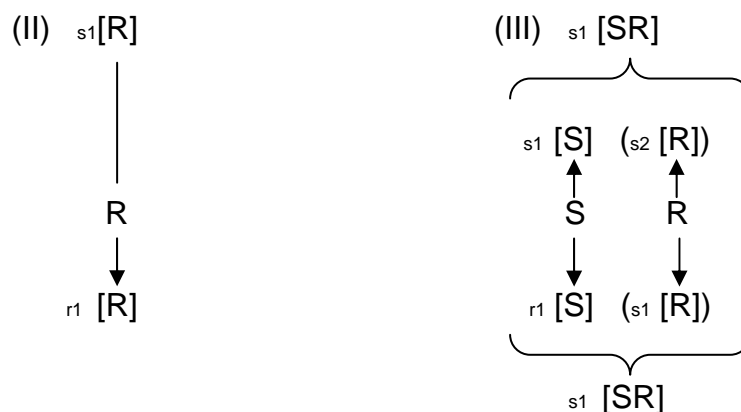 (II) s1[R] (III) s1 [SR]
s1 [S] (s2 [R])
R S R
r1 [R] r1 [S] (s1 [R])
s1 [SR]